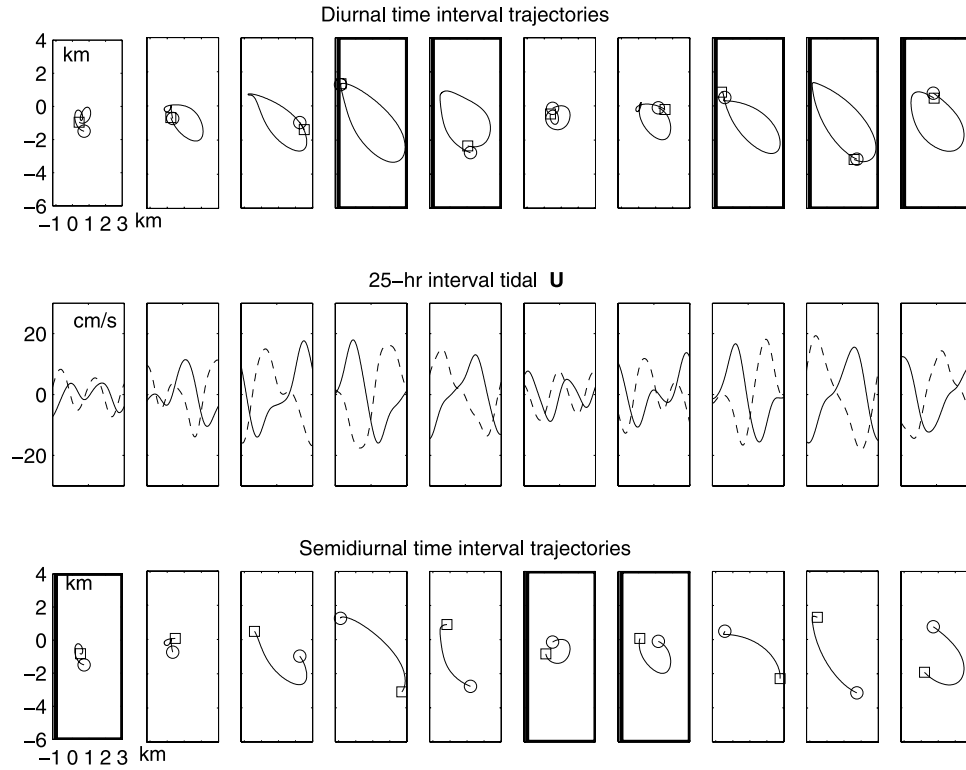 Diurnal time interval trajectories
4
km
2
0
−2
−4
−6
−1 0 1 2 3 km
25−hr interval tidal U
cm/s
20
0
−20
Semidiurnal time interval trajectories
4
km
2
0
−2
−4
−6
−1 0 1 2 3 km